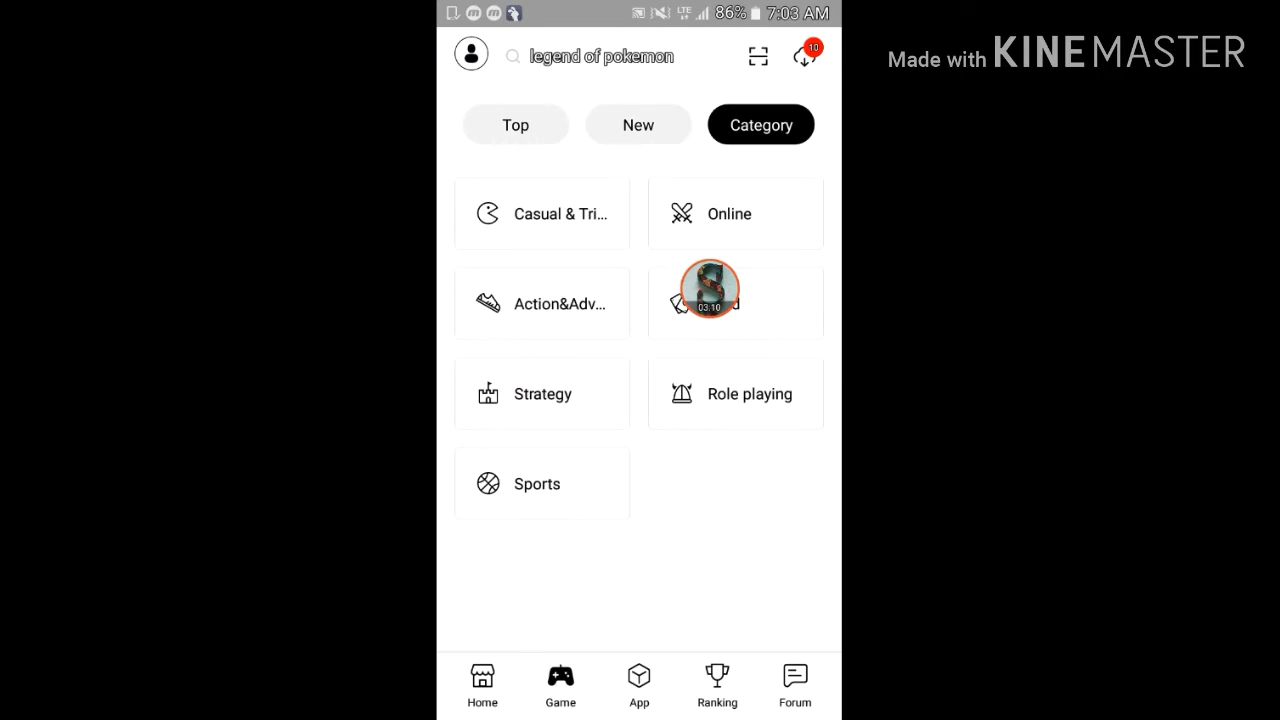 86% 7:03 AM
Made with KINEMASTER
legend of pokemon
10
Top
New
Category
Casual & Tri...
Online
Action&Adv...
03:10
Strategy
Role playing
Sports
Home
Game
App
Ranking
Forum